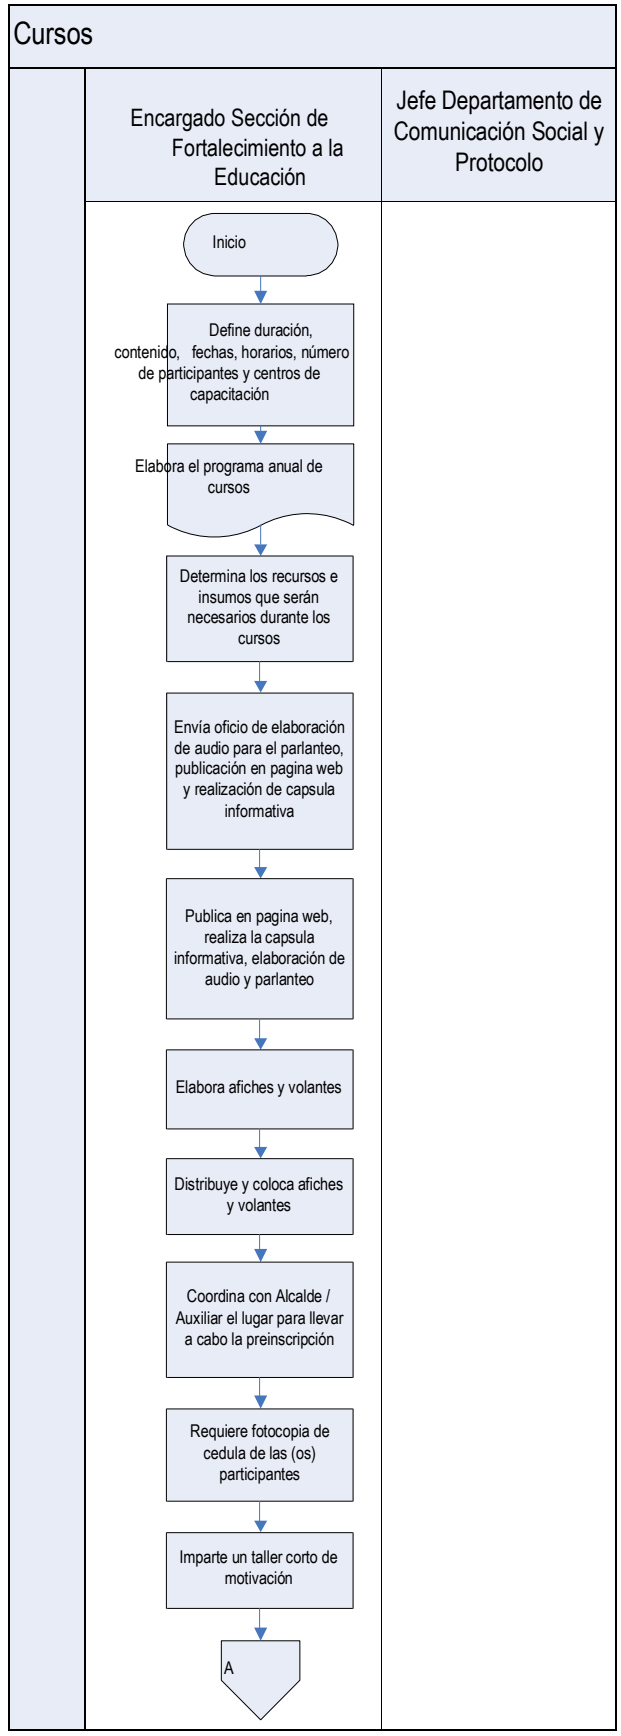 Cursos
Encargado Sección de
Fortalecimiento a la
Educación
Jefe Departamento de
Comunicación Social y
Protocolo
Inicio
Define duración,
contenido, fechas, horarios, número
de participantes y centros de
capacitación
Elabora el programa anual de
cursos
Determina los recursos e
insumos que serán
necesarios durante los
cursos
Envía oficio de elaboración
de audio para el parlanteo,
publicación en pagina web
y realización de capsula
informativa
Publica en pagina web,
realiza la capsula
informativa, elaboración de
audio y parlanteo
Elabora afiches y volantes
Distribuye y coloca afiches
y volantes
Coordina con Alcalde /
Auxiliar el lugar para llevar
a cabo la preinscripción
Requiere fotocopia de
cedula de las (os)
participantes
Imparte un taller corto de
motivación
A